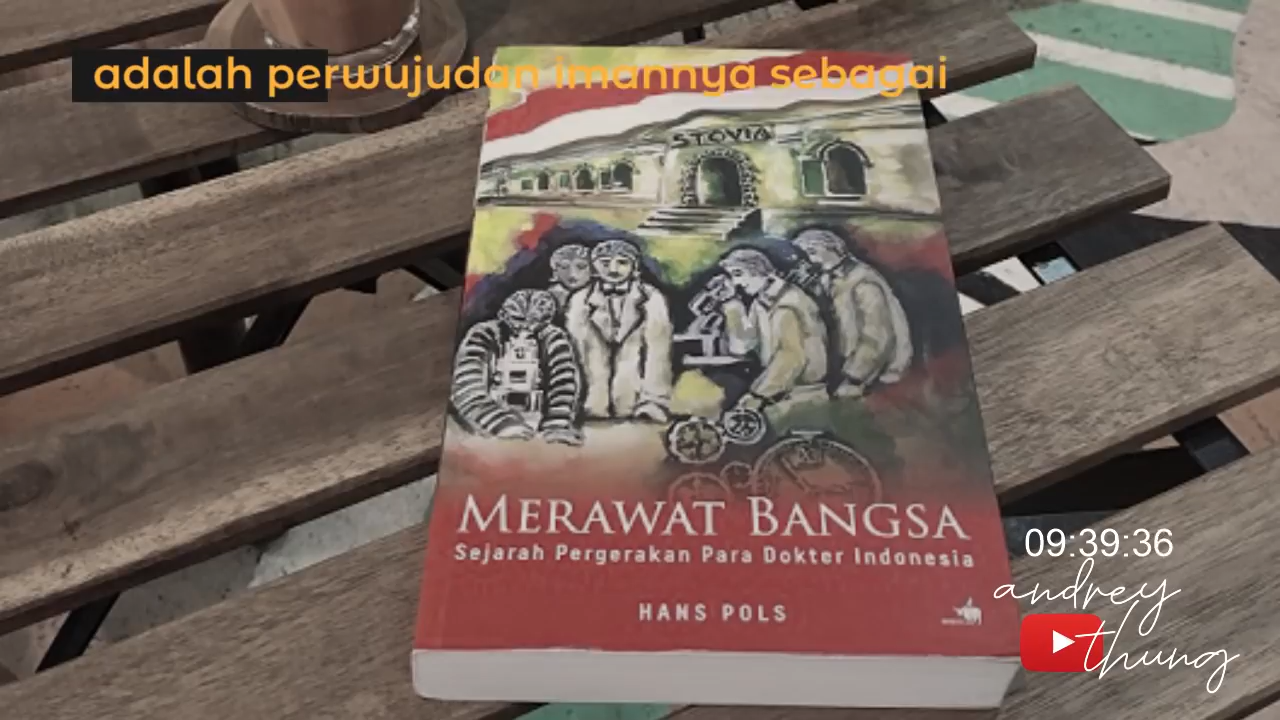 adalah perwujudan imannya sebagai
STOVIA
MERAWAT BANGSA
Sejarah Pergerakan Para Dokter Indonesia
HANS POLS
09:39:36
andrey
thung